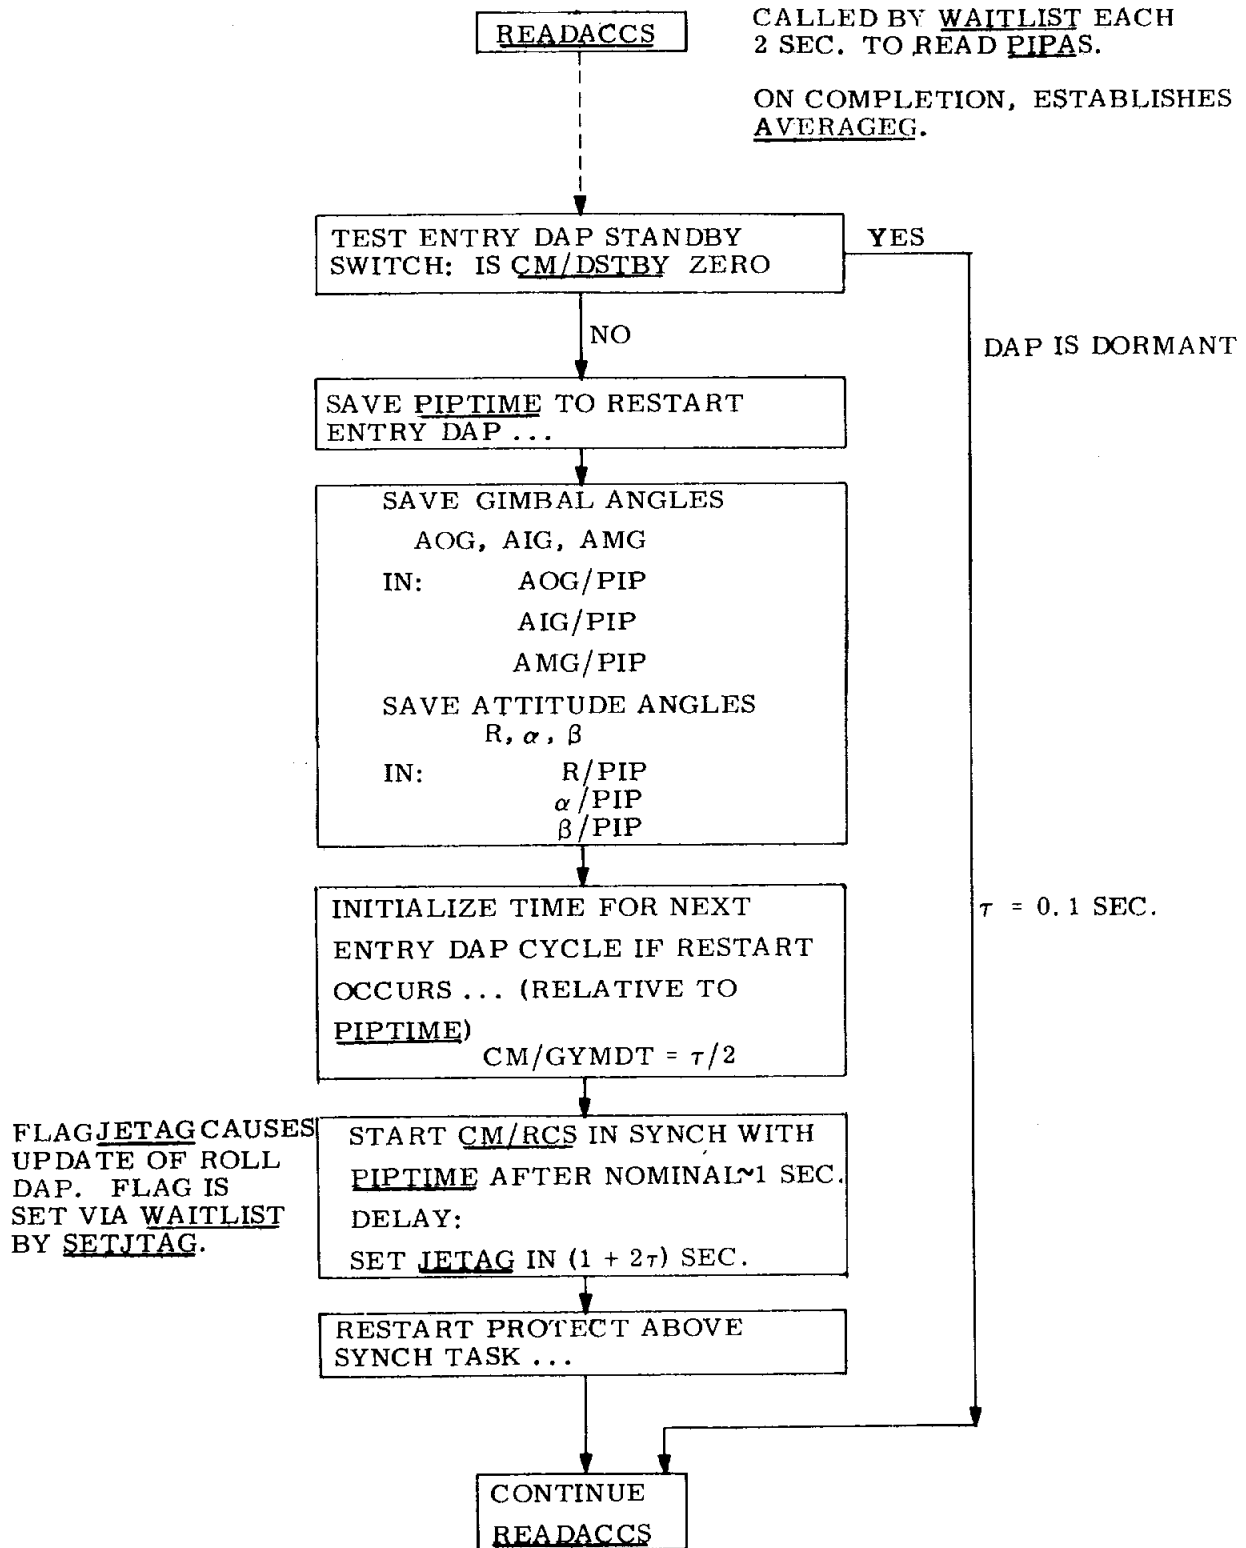 READACCS
CALLED BY WAITLIST EACH
2 SEC. TO READ PIPAS.
ON COMPLETION, ESTABLISHES
AVERAGEG.
TEST ENTRY DAP STANDBY
SWITCH: IS CM/DSTBY ZERO
YES
NO
DAP IS DORMANT
SAVE PIPTIME TO RESTART
ENTRY DAP ...
SAVE GIMBAL ANGLES
AOG, AIG, AMG
IN: AOG/PIP
AIG/PIP
AMG/PIP
SAVE ATTITUDE ANGLES
R, α, β
IN: R/PIP
α/PIP
β/PIP
INITIALIZE TIME FOR NEXT
ENTRY DAP CYCLE IF RESTART
OCCURS ... (RELATIVE TO
PIPTIME)
CM/GYMDT = τ/2
τ = 0.1 SEC.
FLAG JETAG CAUSES
UPDATE OF ROLL
DAP. FLAG IS
SET VIA WAITLIST
BY SETJTAG.
START CM/RCS IN SYNCH WITH
PIPTIME AFTER NOMINAL~1 SEC.
DELAY:
SET JETAG IN (1 + 2τ) SEC.
RESTART PROTECT ABOVE
SYNCH TASK ...
CONTINUE
READACCS